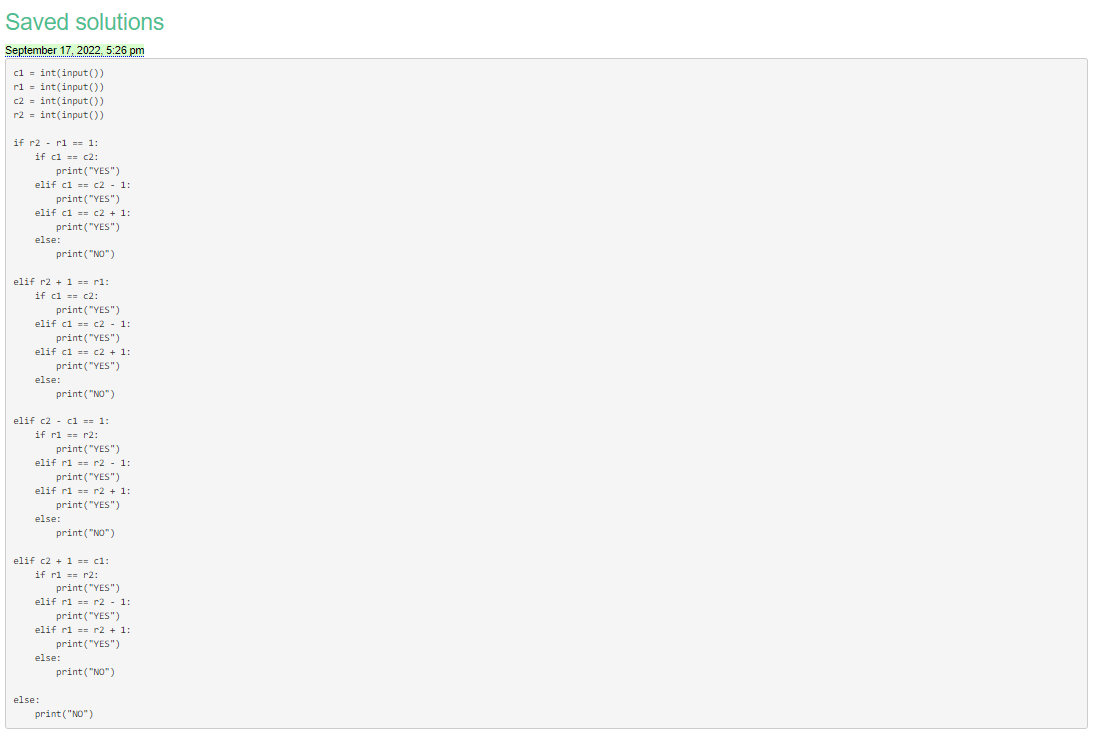 Saved solutions
September 17, 2022, 5:26 pm
c1 = int(input())
r1 = int(input())
c2 = int(input())
r2 = int(input())

if r2 - r1 == 1:
    if c1 == c2:
        print("YES")
    elif c1 == c2 - 1:
        print("YES")
    elif c1 == c2 + 1:
        print("YES")
    else:
        print("NO")

elif r2 + 1 == r1:
    if c1 == c2:
        print("YES")
    elif c1 == c2 - 1:
        print("YES")
    elif c1 == c2 + 1:
        print("YES")
    else:
        print("NO")

elif c2 - c1 == 1:
    if r1 == r2:
        print("YES")
    elif r1 == r2 - 1:
        print("YES")
    elif r1 == r2 + 1:
        print("YES")
    else:
        print("NO")

elif c2 + 1 == c1:
    if r1 == r2:
        print("YES")
    elif r1 == r2 - 1:
        print("YES")
    elif r1 == r2 + 1:
        print("YES")
    else:
        print("NO")

else:
    print("NO")